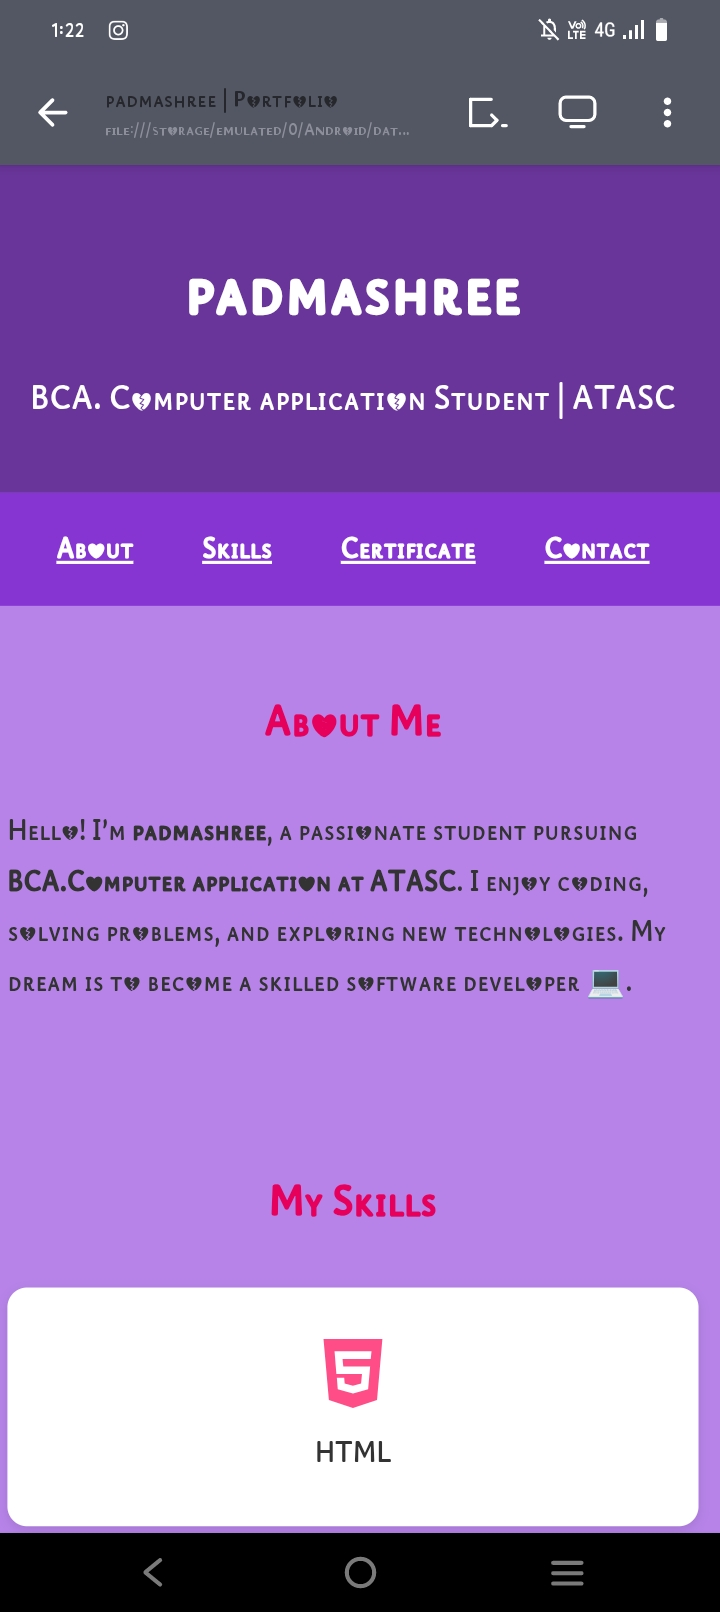 1:22 Vo) LTE 4G
padmashree | Portfolio
file:///storage/emulated/0/Android/dat...
padmashree
BCA. Computer application Student | ATASC
About Skills Certificate Contact
About Me
Hello! I'm padmashree, a passionate student pursuing
BCA.Computer application at ATASC. I enjoy coding,
solving problems, and exploring new technologies. My
dream is to become a skilled software developer 💻.
My Skills
HTML